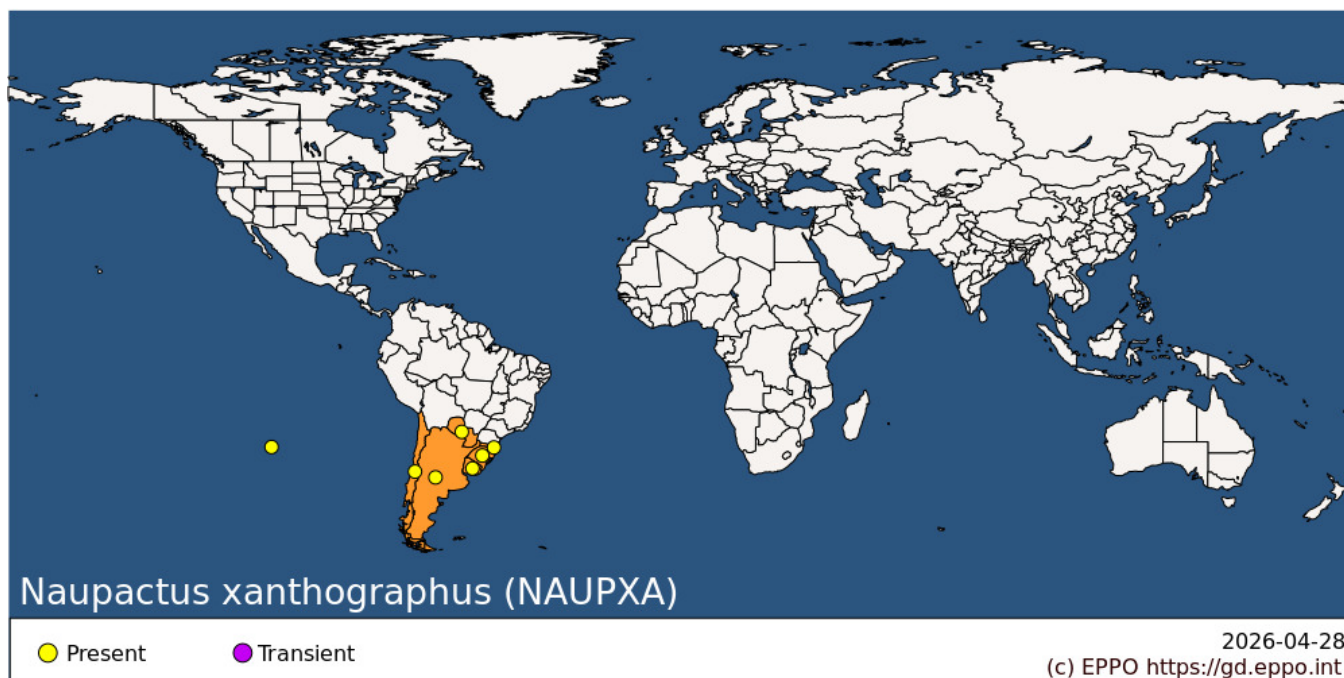 Naupactus xanthographus (NAUPXA)
Present
Transient
2026-04-28
(c) EPPO https://gd.eppo.int